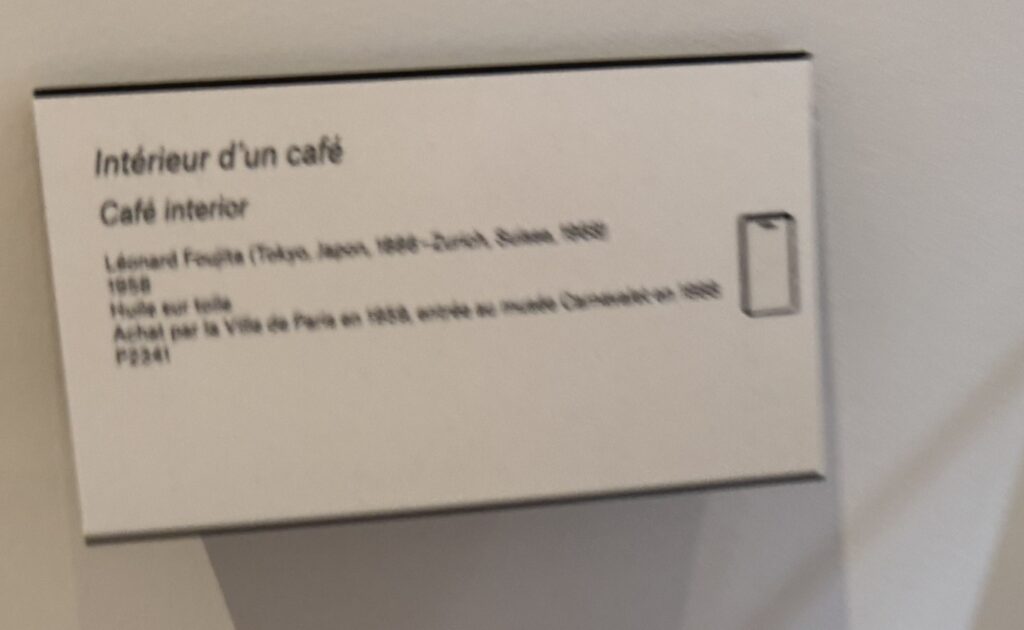 Intérieur d'un café
Café interior
Léonard Foujita (Tokyo, Japon, 1886–Zurich, Suisse, 1968)
1958
Huile sur toile
Achat par la Ville de Paris en 1958, entrée au musée Carnavalet en
P2341